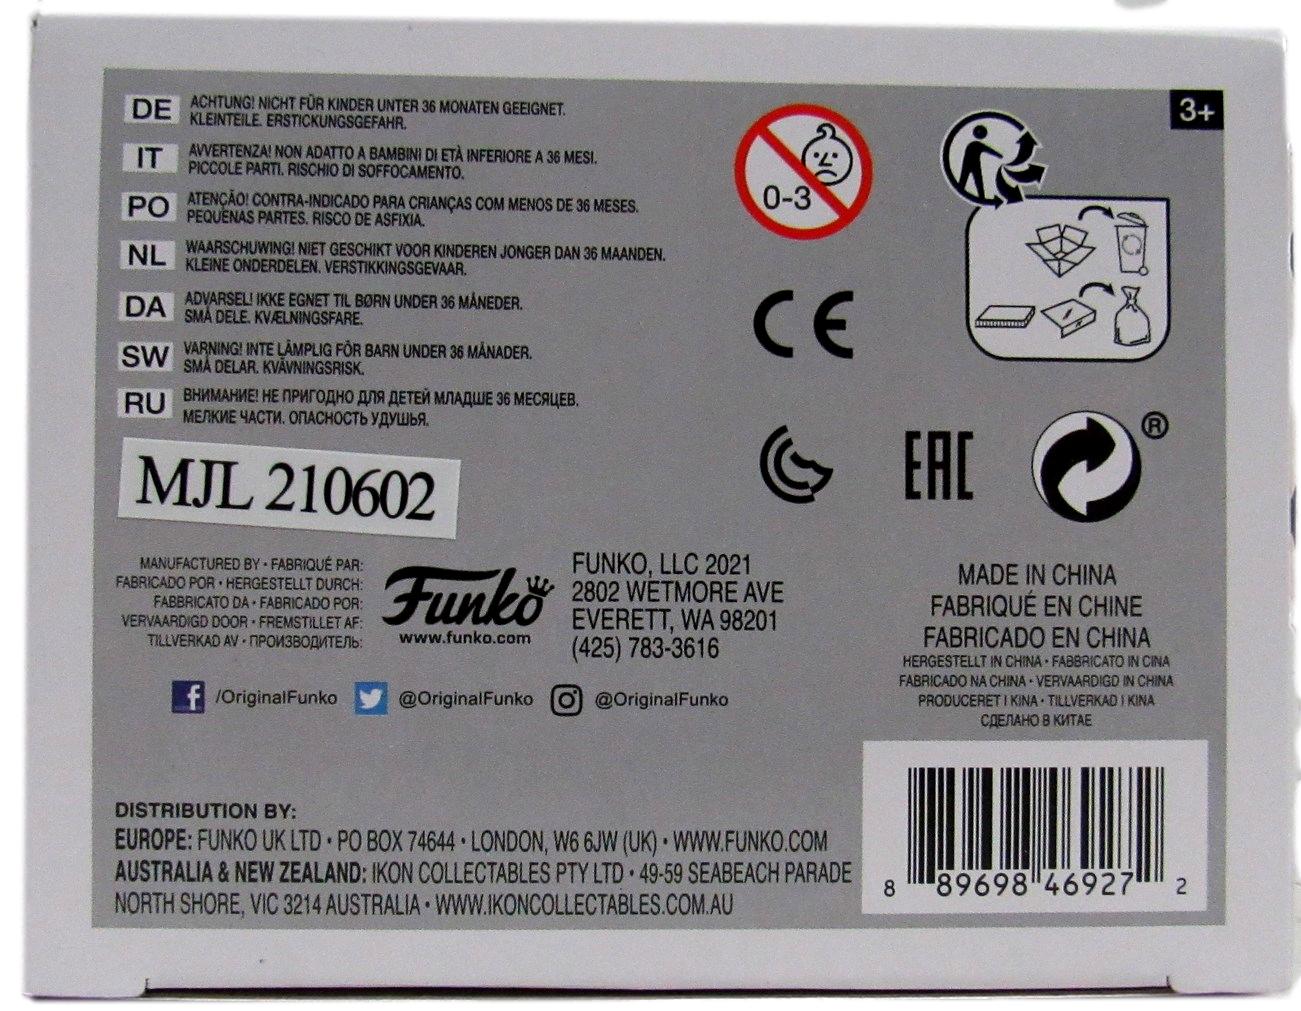 3+
DE ACHTUNG! NICHT FÜR KINDER UNTER 36 MONATEN GEEIGNET.
KLEINTEILE. ERSTICKUNGSGEFAHR.
IT AVVERTENZA! NON ADATTO A BAMBINI DI ETÀ INFERIORE A 36 MESI.
PICCOLE PARTI. RISCHIO DI SOFFOCAMENTO.
PO ATENÇÃO! CONTRA-INDICADO PARA CRIANÇAS COM MENOS DE 36 MESES.
PEQUENAS PARTES. RISCO DE ASFIXIA.
NL WAARSCHUWING! NIET GESCHIKT VOOR KINDEREN JONGER DAN 36 MAANDEN.
KLEINE ONDERDELEN. VERSTIKKINGSGEVAAR.
DA ADVARSEL! IKKE EGNET TIL BØRN UNDER 36 MÅNEDER.
SMÅ DELE. KVÆLNINGSFARE.
SW VARNING! INTE LÄMPLIG FÖR BARN UNDER 36 MÅNADER.
SMÅ DELAR. KVÄVNINGSRISK.
RU ВНИМАНИЕ! НЕ ПРИГОДНО ДЛЯ ДЕТЕЙ МЛАДШЕ 36 МЕСЯЦЕВ.
МЕЛКИЕ ЧАСТИ. ОПАСНОСТЬ УДУШЬЯ.
0-3
CE
EAC
®
MJL 210602
MANUFACTURED BY • FABRIQUÉ PAR:
FABRICADO POR • HERGESTELLT DURCH:
FABBRICATO DA • FABRICADO POR:
VERVAARDIGD DOOR • FREMSTILLET AF:
TILLVERKAD AV • ПРОИЗВОДИТЕЛЬ:
Funko
www.funko.com
FUNKO, LLC 2021
2802 WETMORE AVE
EVERETT, WA 98201
(425) 783-3616
MADE IN CHINA
FABRIQUÉ EN CHINE
FABRICADO EN CHINA
HERGESTELLT IN CHINA • FABBRICATO IN CINA
FABRICADO NA CHINA • VERVAARDIGD IN CHINA
PRODUCERET I KINA • TILLVERKAD I KINA
СДЕЛАНО В КИТАЕ
f /OriginalFunko @OriginalFunko @OriginalFunko
DISTRIBUTION BY:
EUROPE: FUNKO UK LTD • PO BOX 74644 • LONDON, W6 6JW (UK) • WWW.FUNKO.COM
AUSTRALIA & NEW ZEALAND: IKON COLLECTABLES PTY LTD • 49-59 SEABEACH PARADE
NORTH SHORE, VIC 3214 AUSTRALIA • WWW.IKONCOLLECTABLES.COM.AU
8 89698 46927 2